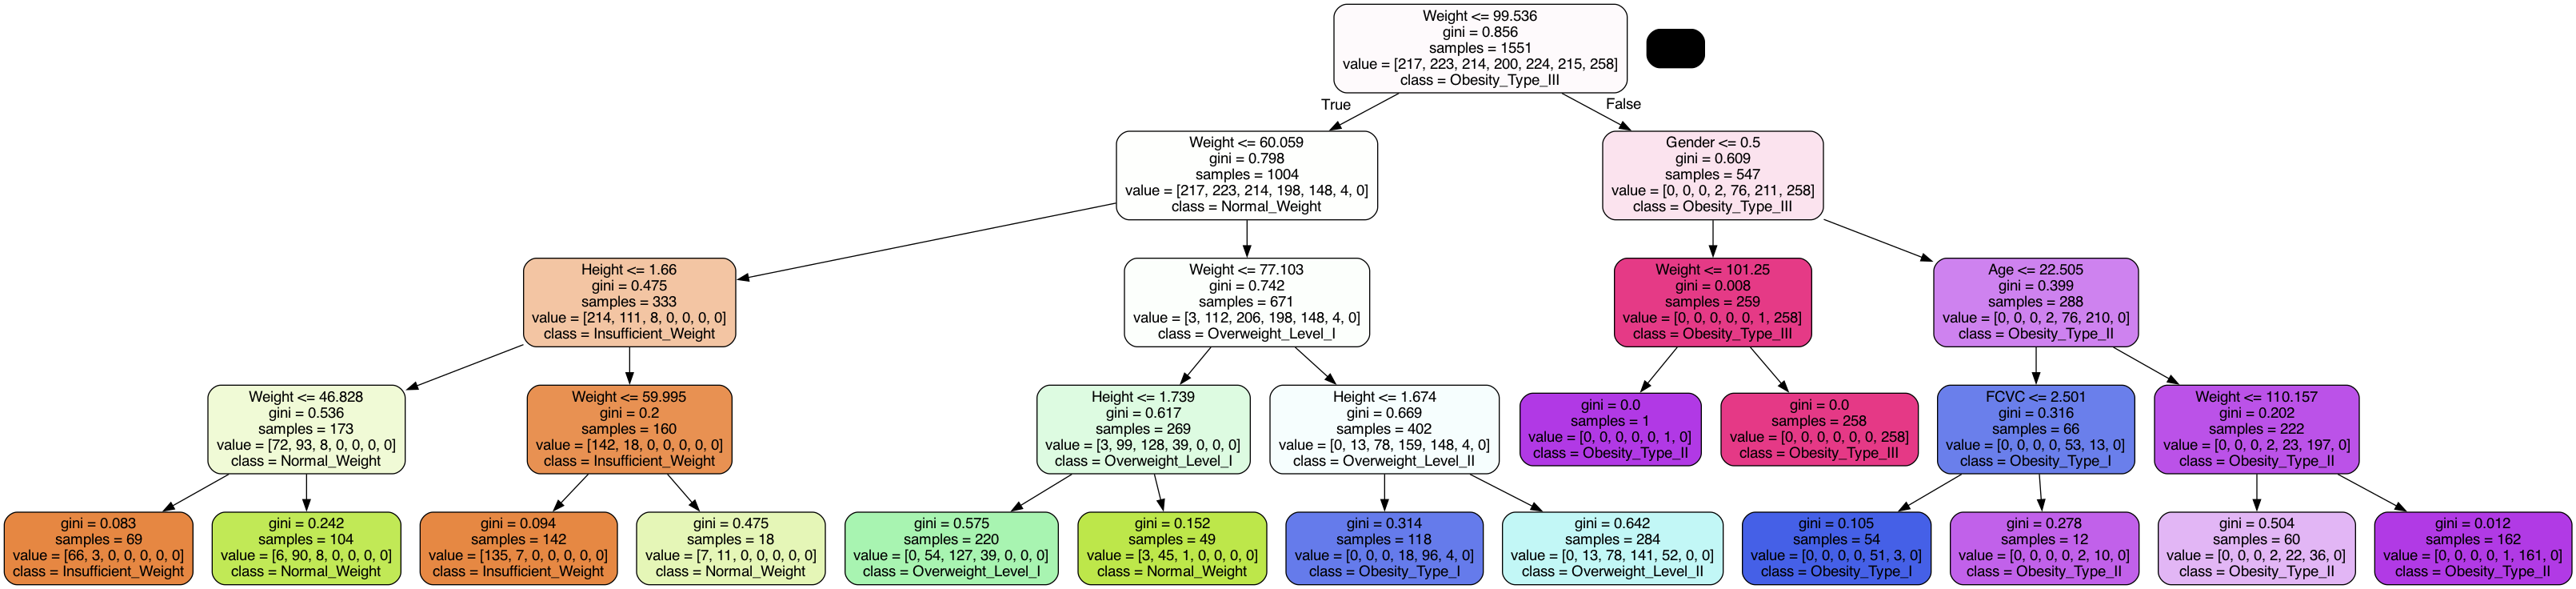 Weight <= 99.536
gini = 0.856
samples = 1551
value = [217, 223, 214, 200, 224, 215, 258]
class = Obesity_Type_III
True
False
Weight <= 60.059
gini = 0.798
samples = 1004
value = [217, 223, 214, 198, 148, 4, 0]
class = Normal_Weight
Gender <= 0.5
gini = 0.609
samples = 547
value = [0, 0, 0, 2, 76, 211, 258]
class = Obesity_Type_III
Height <= 1.66
gini = 0.475
samples = 333
value = [214, 111, 8, 0, 0, 0, 0]
class = Insufficient_Weight
Weight <= 77.103
gini = 0.742
samples = 671
value = [3, 112, 206, 198, 148, 4, 0]
class = Overweight_Level_I
Weight <= 101.25
gini = 0.008
samples = 259
value = [0, 0, 0, 0, 0, 1, 258]
class = Obesity_Type_III
Age <= 22.505
gini = 0.399
samples = 288
value = [0, 0, 0, 2, 76, 210, 0]
class = Obesity_Type_II
Weight <= 46.828
gini = 0.536
samples = 173
value = [72, 93, 8, 0, 0, 0, 0]
class = Normal_Weight
Weight <= 59.995
gini = 0.2
samples = 160
value = [142, 18, 0, 0, 0, 0, 0]
class = Insufficient_Weight
Height <= 1.739
gini = 0.617
samples = 269
value = [3, 99, 128, 39, 0, 0, 0]
class = Overweight_Level_I
Height <= 1.674
gini = 0.669
samples = 402
value = [0, 13, 78, 159, 148, 4, 0]
class = Overweight_Level_II
gini = 0.0
samples = 1
value = [0, 0, 0, 0, 0, 1, 0]
class = Obesity_Type_II
gini = 0.0
samples = 258
value = [0, 0, 0, 0, 0, 0, 258]
class = Obesity_Type_III
FCVC <= 2.501
gini = 0.316
samples = 66
value = [0, 0, 0, 0, 53, 13, 0]
class = Obesity_Type_I
Weight <= 110.157
gini = 0.202
samples = 222
value = [0, 0, 0, 2, 23, 197, 0]
class = Obesity_Type_II
gini = 0.083
samples = 69
value = [66, 3, 0, 0, 0, 0, 0]
class = Insufficient_Weight
gini = 0.242
samples = 104
value = [6, 90, 8, 0, 0, 0, 0]
class = Normal_Weight
gini = 0.094
samples = 142
value = [135, 7, 0, 0, 0, 0, 0]
class = Insufficient_Weight
gini = 0.475
samples = 18
value = [7, 11, 0, 0, 0, 0, 0]
class = Normal_Weight
gini = 0.575
samples = 220
value = [0, 54, 127, 39, 0, 0, 0]
class = Overweight_Level_I
gini = 0.152
samples = 49
value = [3, 45, 1, 0, 0, 0, 0]
class = Normal_Weight
gini = 0.314
samples = 118
value = [0, 0, 0, 18, 96, 4, 0]
class = Obesity_Type_I
gini = 0.642
samples = 284
value = [0, 13, 78, 141, 52, 0, 0]
class = Overweight_Level_II
gini = 0.105
samples = 54
value = [0, 0, 0, 0, 51, 3, 0]
class = Obesity_Type_I
gini = 0.278
samples = 12
value = [0, 0, 0, 0, 2, 10, 0]
class = Obesity_Type_II
gini = 0.504
samples = 60
value = [0, 0, 0, 2, 22, 36, 0]
class = Obesity_Type_II
gini = 0.012
samples = 162
value = [0, 0, 0, 0, 1, 161, 0]
class = Obesity_Type_II